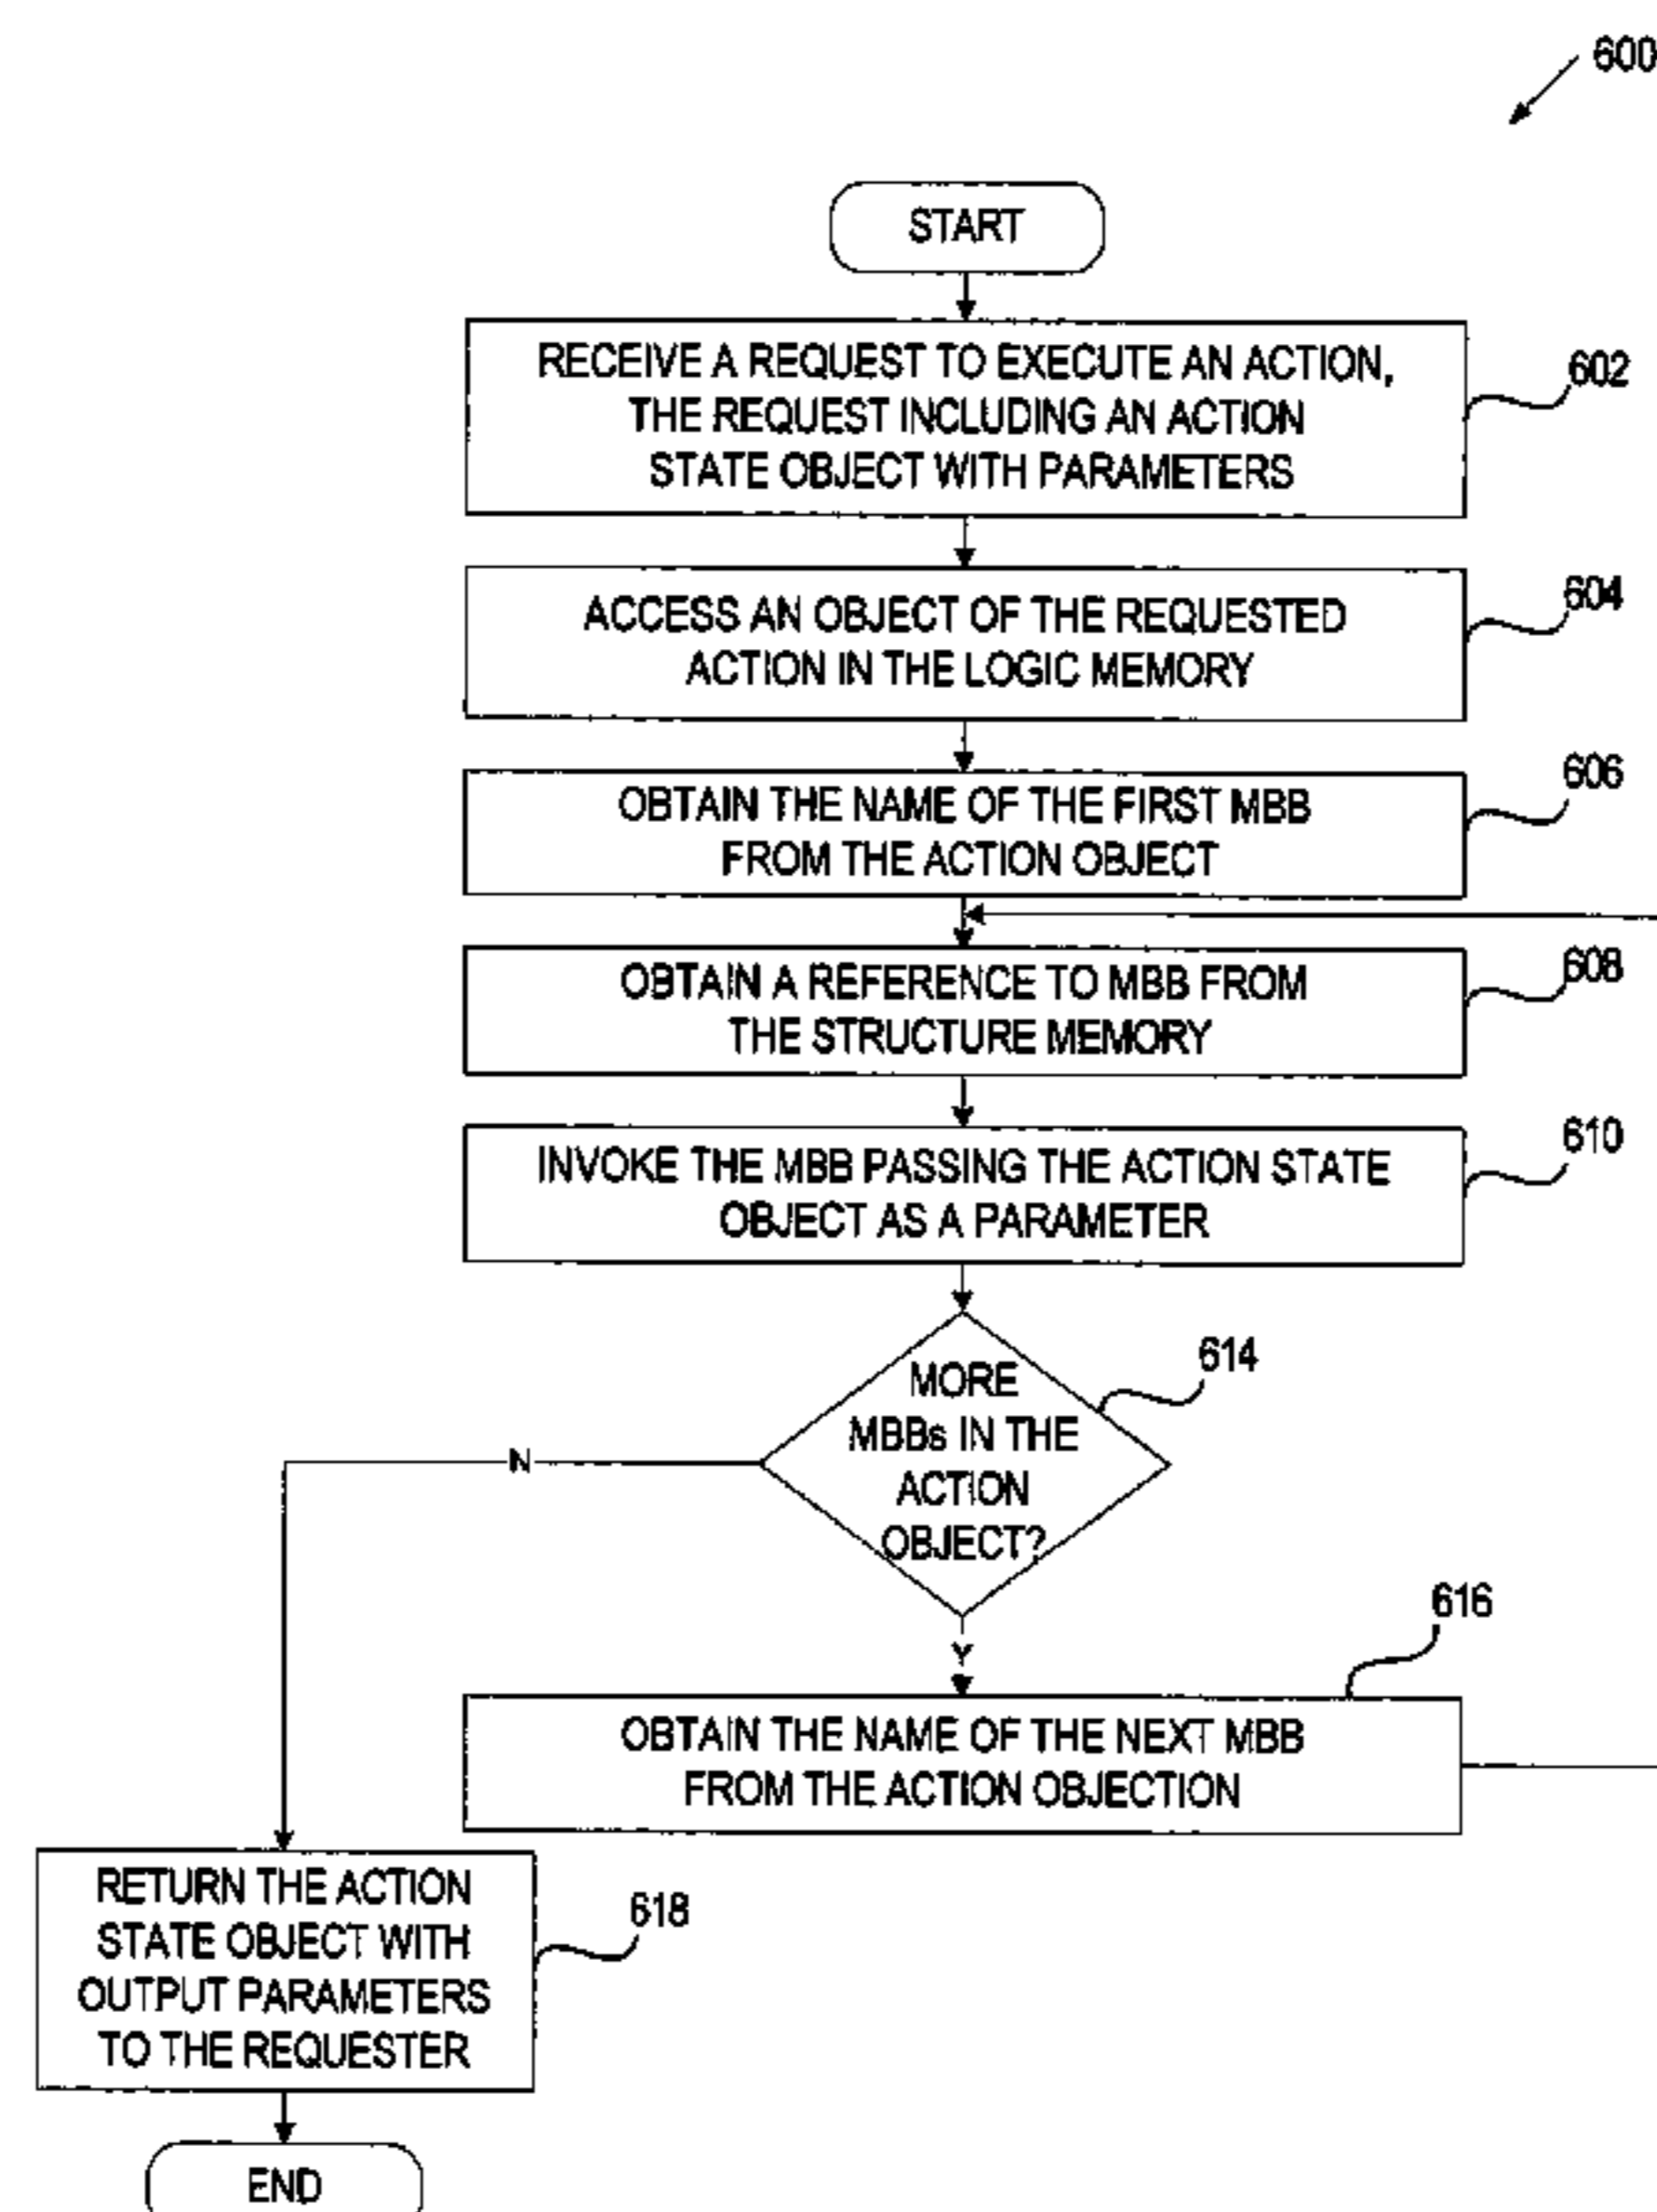 600
START
RECEIVE A REQUEST TO EXECUTE AN ACTION,
THE REQUEST INCLUDING AN ACTION
STATE OBJECT WITH PARAMETERS
602
ACCESS AN OBJECT OF THE REQUESTED
ACTION IN THE LOGIC MEMORY
604
OBTAIN THE NAME OF THE FIRST MBB
FROM THE ACTION OBJECT
606
OBTAIN A REFERENCE TO MBB FROM
THE STRUCTURE MEMORY
608
INVOKE THE MBB PASSING THE ACTION STATE
OBJECT AS A PARAMETER
610
MORE
MBBs IN THE
ACTION
OBJECT?
614
N
Y
OBTAIN THE NAME OF THE NEXT MBB
FROM THE ACTION OBJECTION
616
RETURN THE ACTION
STATE OBJECT WITH
OUTPUT PARAMETERS
TO THE REQUESTER
618
END